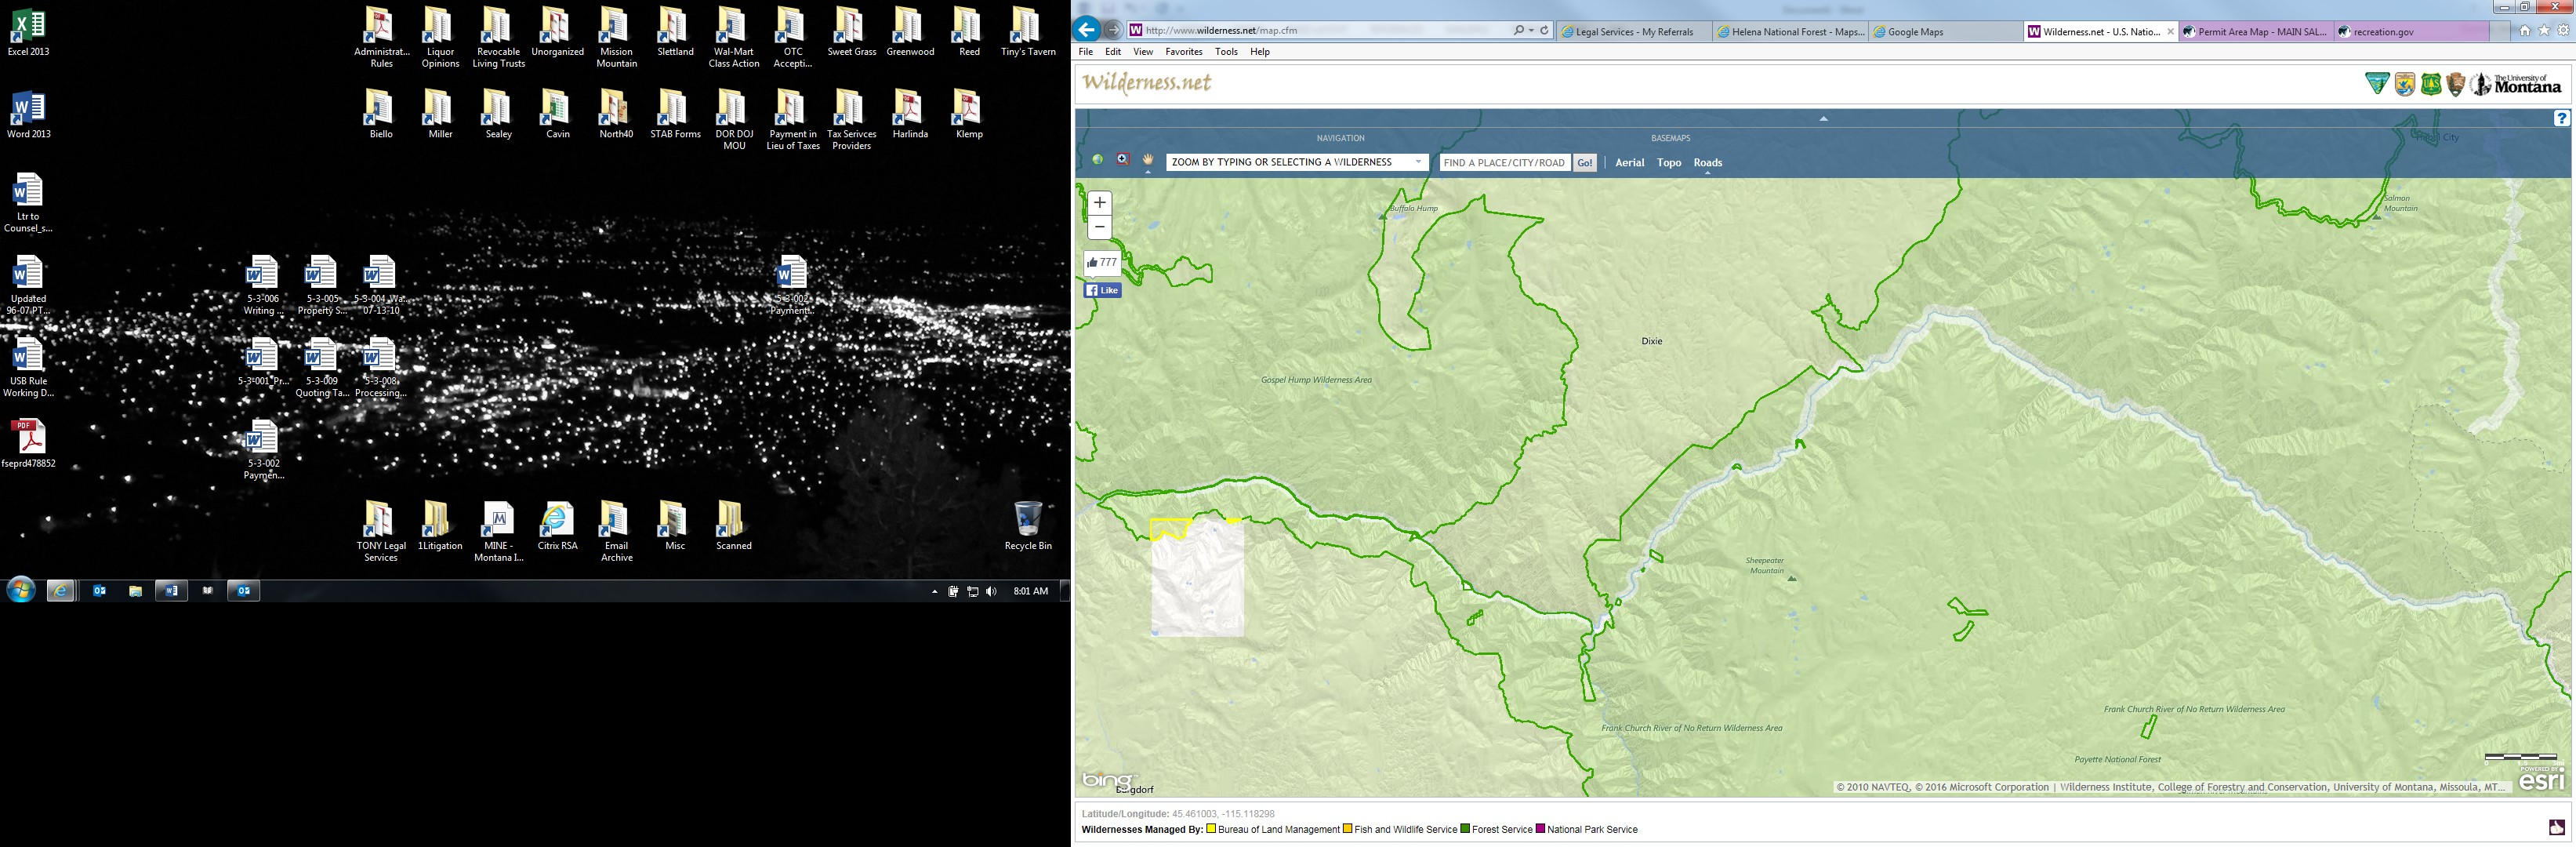 Excel 2013
Administrat...
Rules
Liquor
Opinions
Revocable
Living Trusts
Unorganized
Mission
Mountain
Slettland
Wal-Mart
Class Action
OTC
Accepti...
Sweet Grass
Greenwood
Reed
Tiny's Tavern
Word 2013
Biello
Miller
Sealey
Cavin
North40
STAB Forms
DOR DOJ
MOU
Payment in
Lieu of Taxes
Tax Serivces
Providers
Harlinda
Klemp
Ltr to
Counsel_s...
Updated
96-07 PT...
5-3-006
Writing ...
5-3-005
Property S...
5-3-004_Wa...
07-13-10
5-3-002
Payment...
USB Rule
Working D...
5-3-001_Pr...
5-3-009
Quoting Ta...
5-3-008
Processing...
PDF
fseprd478852
5-3-002
Paymen...
TONY Legal
Services
1Litigation
MINE -
Montana I...
Citrix RSA
Email
Archive
Misc
Scanned
Recycle Bin
8:01 AM
http://www.wilderness.net/map.cfm
Legal Services - My Referrals
Helena National Forest - Maps...
Google Maps
Wilderness.net - U.S. Natio...
Permit Area Map - MAIN SAL...
recreation.gov
File Edit View Favorites Tools Help
Wilderness.net
The University of
Montana
NAVIGATION
BASEMAPS
ZOOM BY TYPING OR SELECTING A WILDERNESS
FIND A PLACE/CITY/ROAD
Go!
Aerial
Topo
Roads
+
−
777
Like
Buffalo Hump
Salmon
Mountain
Dixie
Gospel Hump Wilderness Area
Sheepeater
Mountain
Frank Church River of No Return Wilderness Area
Frank Church River of No Return Wilderness Area
Payette National Forest
bing
Burgdorf
POWERED BY
esri
© 2010 NAVTEQ, © 2016 Microsoft Corporation | Wilderness Institute, College of Forestry and Conservation, University of Montana, Missoula, MT...
Latitude/Longitude: 45.461003, -115.118298
Wildernesses Managed By: Bureau of Land Management Fish and Wildlife Service Forest Service National Park Service